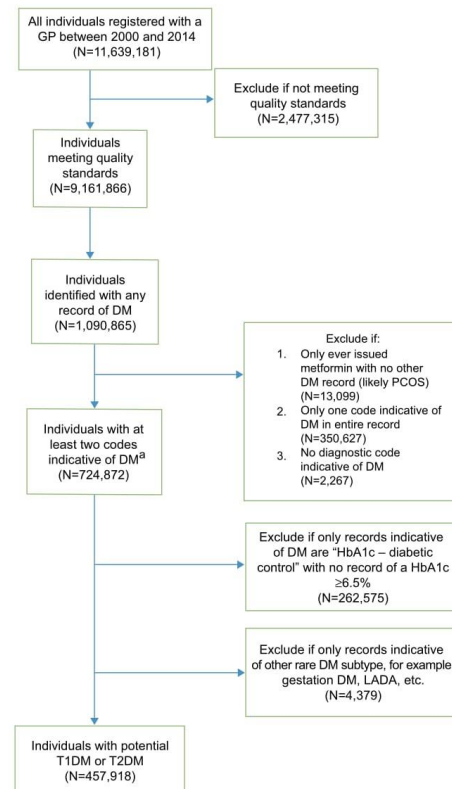 All individuals registered with a
GP between 2000 and 2014
(N=11,639,181)
Exclude if not meeting
quality standards
(N=2,477,315)
Individuals
meeting quality
standards
(N=9,161,866)
Individuals
identified with any
record of DM
(N=1,090,865)
Exclude if:
1. Only ever issued
metformin with no other
DM record (likely PCOS)
(N=13,099)
2. Only one code indicative of
DM in entire record
(N=350,627)
3. No diagnostic code
indicative of DM
(N=2,267)
Individuals with at
least two codes
indicative of DMa
(N=724,872)
Exclude if only records indicative
of DM are “HbA1c – diabetic
control” with no record of a HbA1c
≥6.5%
(N=262,575)
Exclude if only records indicative
of other rare DM subtype, for example
gestation DM, LADA, etc.
(N=4,379)
Individuals with potential
T1DM or T2DM
(N=457,918)